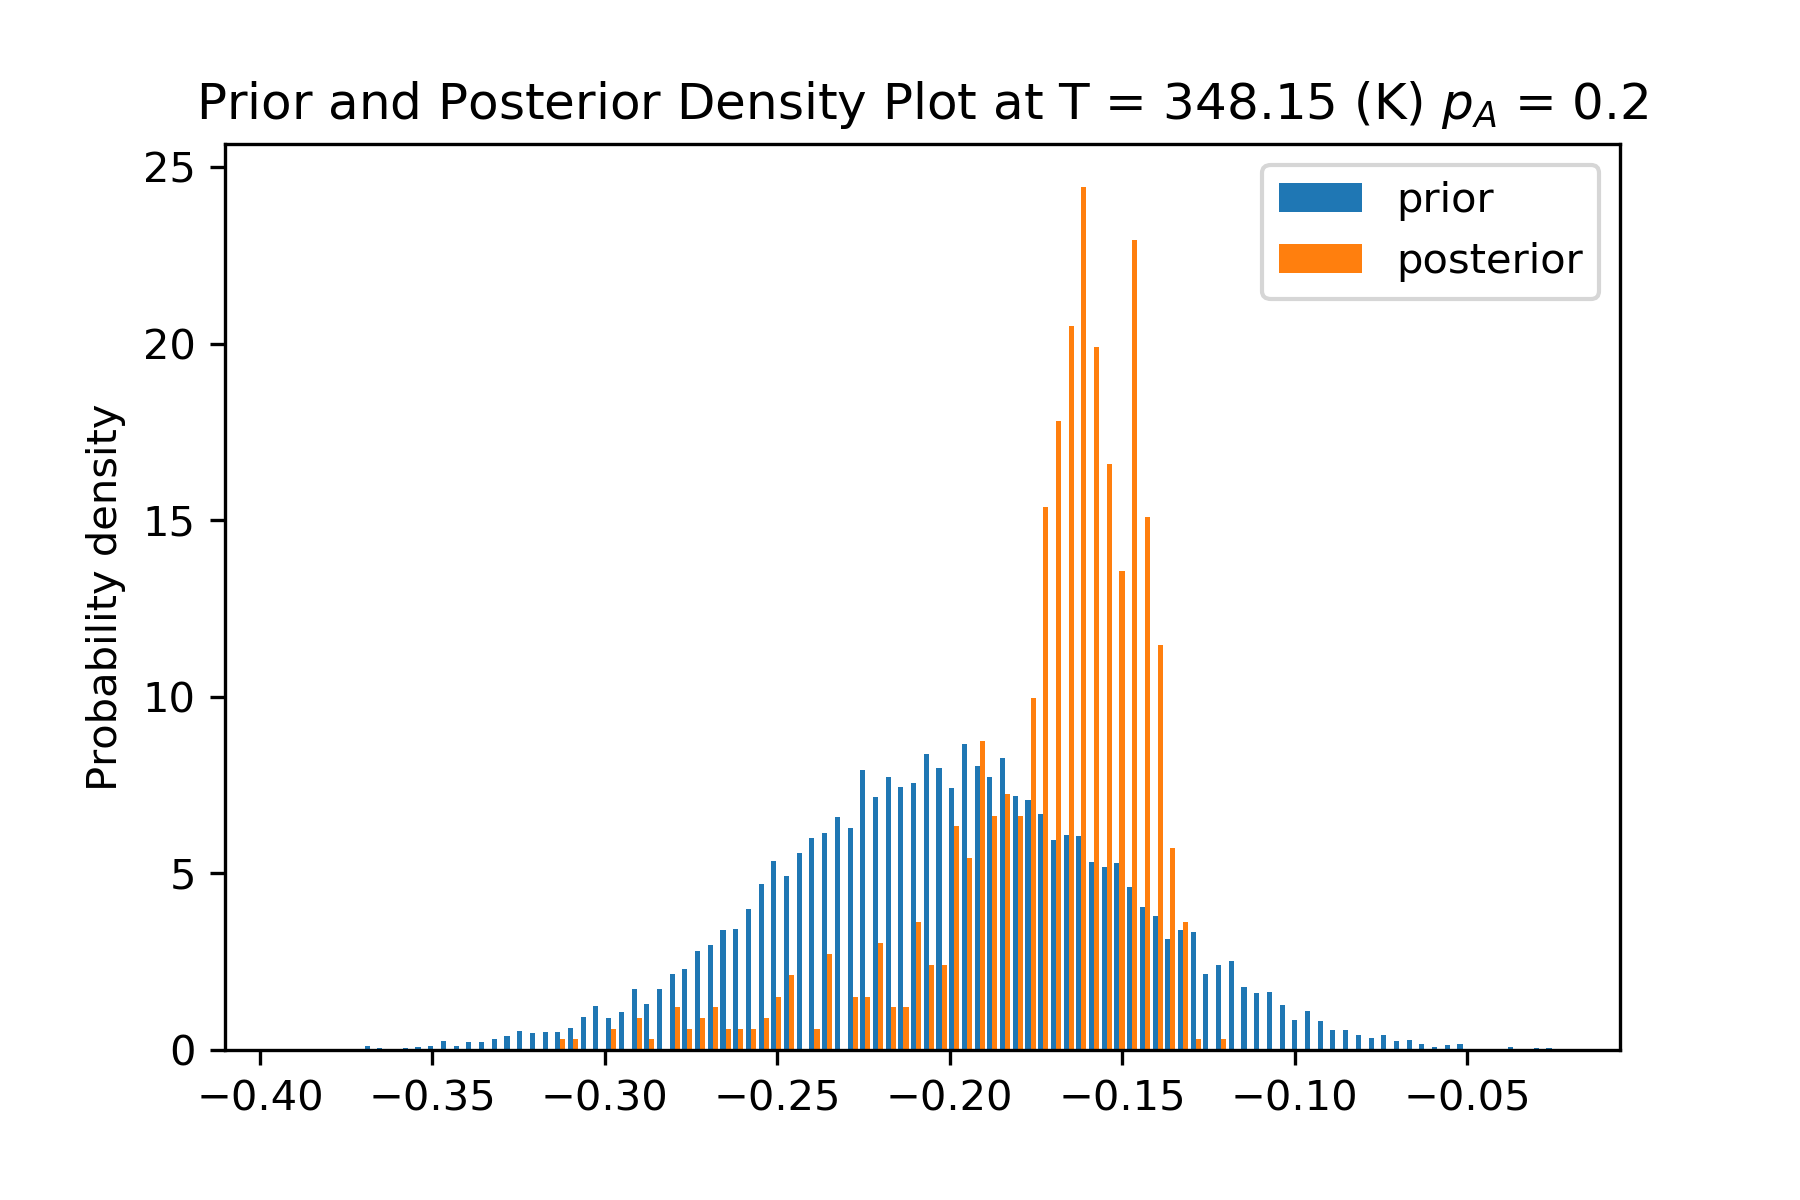 Prior and Posterior Density Plot at T = 348.15 (K) p_A = 0.2
prior
posterior
Probability density
25
20
15
10
5
0
−0.40 −0.35 −0.30 −0.25 −0.20 −0.15 −0.10 −0.05